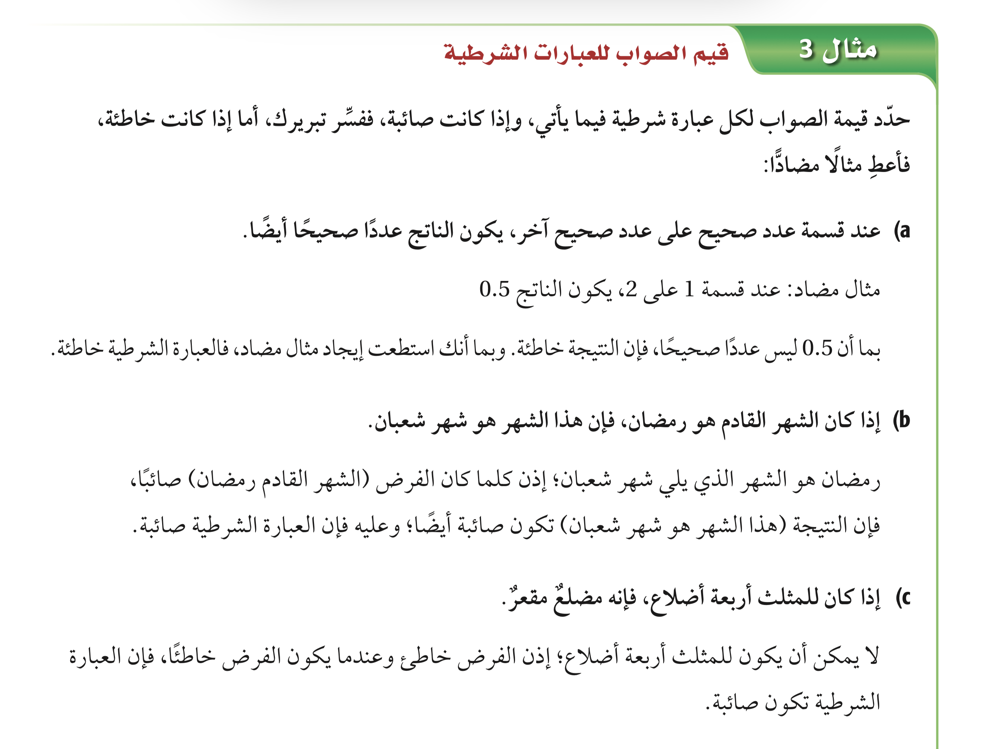 مثال 3
قيم الصواب للعبارات الشرطية
حدّد قيمة الصواب لكل عبارة شرطية فيما يأتي، وإذا كانت صائبة، ففسِّر تبريرك، أما إذا كانت خاطئة،
فأعطِ مثالًا مضادًّا:
a) عند قسمة عدد صحيح على عدد صحيح آخر، يكون الناتج عددًا صحيحًا أيضًا.
مثال مضاد: عند قسمة 1 على 2، يكون الناتج 0.5
بما أن 0.5 ليس عددًا صحيحًا، فإن النتيجة خاطئة. وبما أنك استطعت إيجاد مثال مضاد، فالعبارة الشرطية خاطئة.
b) إذا كان الشهر القادم هو رمضان، فإن هذا الشهر هو شهر شعبان.
رمضان هو الشهر الذي يلي شهر شعبان؛ إذن كلما كان الفرض (الشهر القادم رمضان) صائبًا،
فإن النتيجة (هذا الشهر هو شهر شعبان) تكون صائبة أيضًا؛ وعليه فإن العبارة الشرطية صائبة.
c) إذا كان للمثلث أربعة أضلاع، فإنه مضلعٌ مقعرٌ.
لا يمكن أن يكون للمثلث أربعة أضلاع؛ إذن الفرض خاطئ وعندما يكون الفرض خاطئًا، فإن العبارة
الشرطية تكون صائبة.